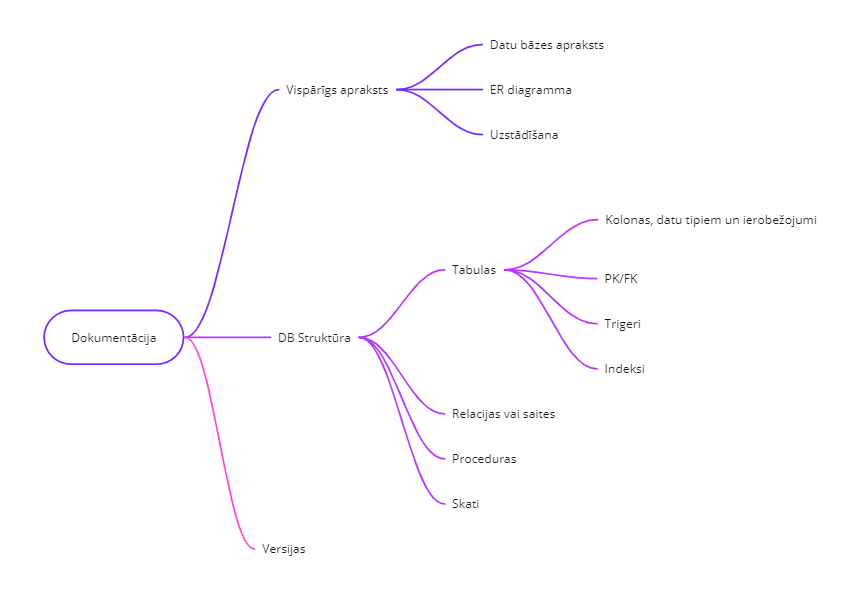 Datu bāzes apraksts
Vispārīgs apraksts
ER diagramma
Uzstādīšana
Kolonas, datu tipiem un ierobežojumi
Tabulas
PK/FK
Trigeri
Dokumentācija
DB Struktūra
Indeksi
Relacijas vai saites
Proceduras
Skati
Versijas